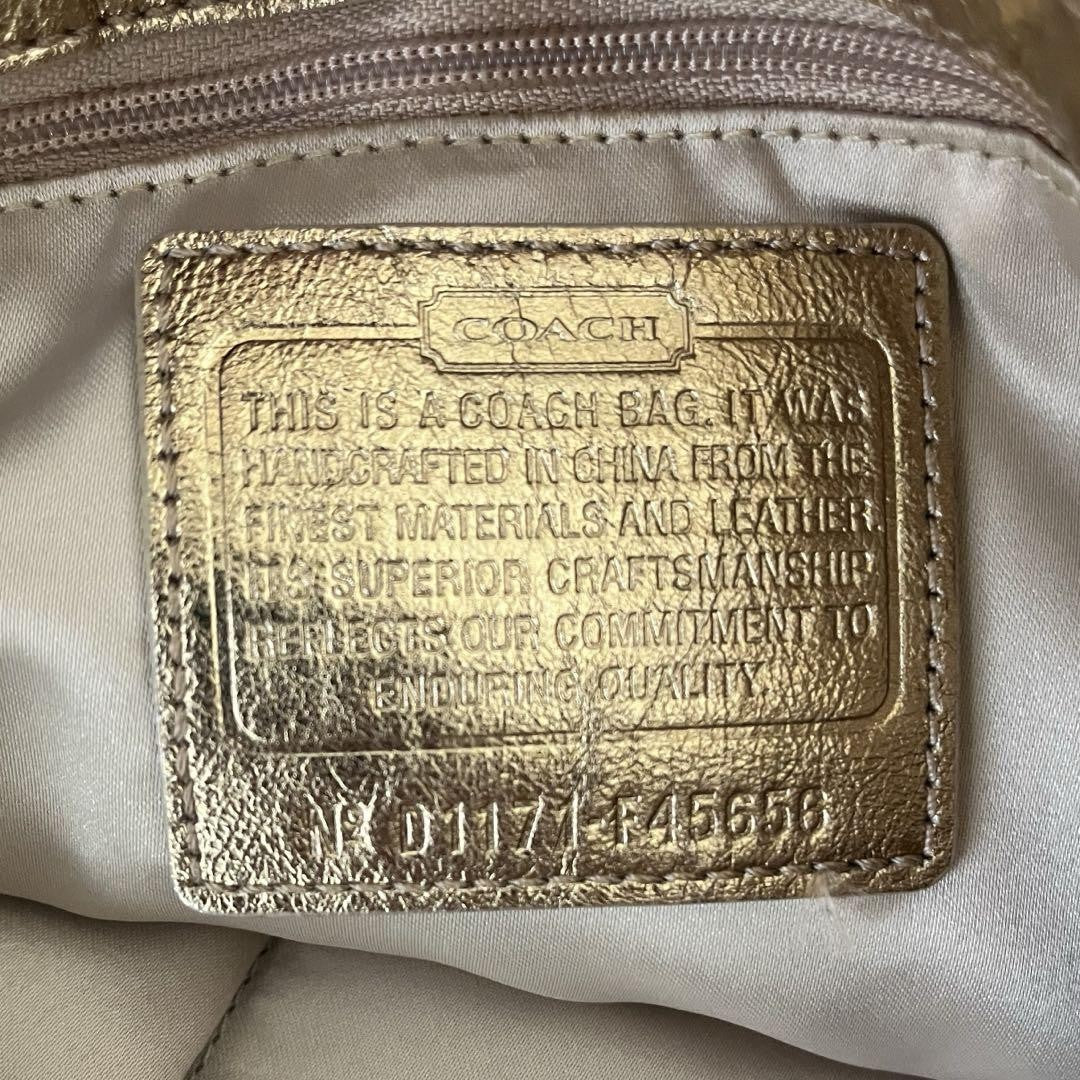 COACH
THIS IS A COACH BAG. IT WAS
HANDCRAFTED IN CHINA FROM THE
FINEST MATERIALS AND LEATHER.
ITS SUPERIOR CRAFTSMANSHIP
REFLECTS OUR COMMITMENT TO
ENDURING QUALITY.
Nº D1171-F45656